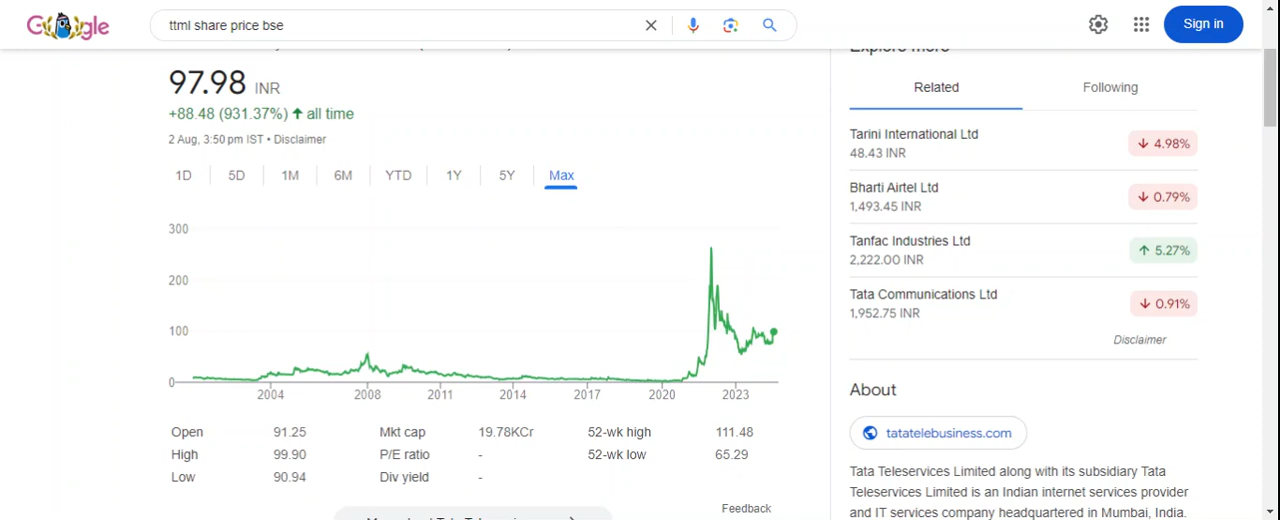 Google
ttml share price bse
Sign in
97.98 INR
+88.48 (931.37%) ↑ all time
2 Aug, 3:50 pm IST • Disclaimer
1D 5D 1M 6M YTD 1Y 5Y Max
300
200
100
0
2004 2008 2011 2014 2017 2020 2023
Open 91.25 Mkt cap 19.78KCr 52-wk high 111.48
High 99.90 P/E ratio - 52-wk low 65.29
Low 90.94 Div yield -
Feedback
Explore more
Related Following
Tarini International Ltd
48.43 INR
↓ 4.98%
Bharti Airtel Ltd
1,493.45 INR
↓ 0.79%
Tanfac Industries Ltd
2,222.00 INR
↑ 5.27%
Tata Communications Ltd
1,952.75 INR
↓ 0.91%
Disclaimer
About
tatatelebusiness.com
Tata Teleservices Limited along with its subsidiary Tata
Teleservices Limited is an Indian internet services provider
and IT services company headquartered in Mumbai, India.